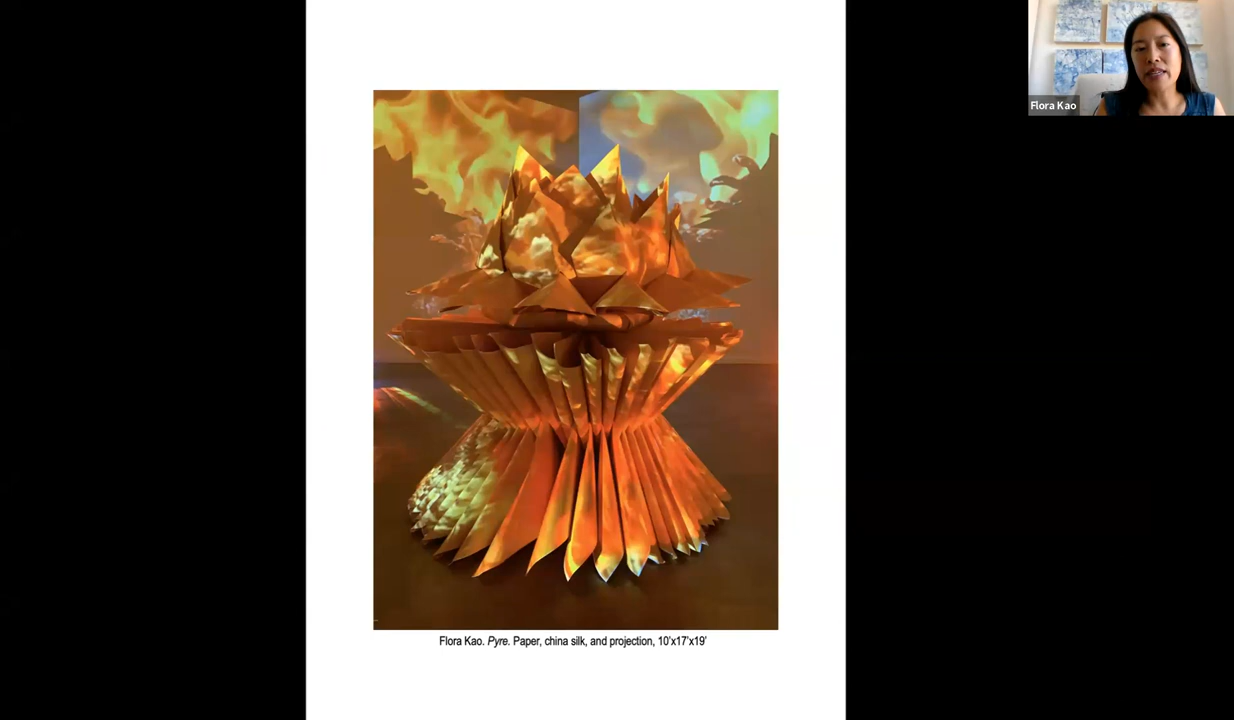 Flora Kao
Flora Kao. Pyre. Paper, china silk, and projection, 10'x17'x19'